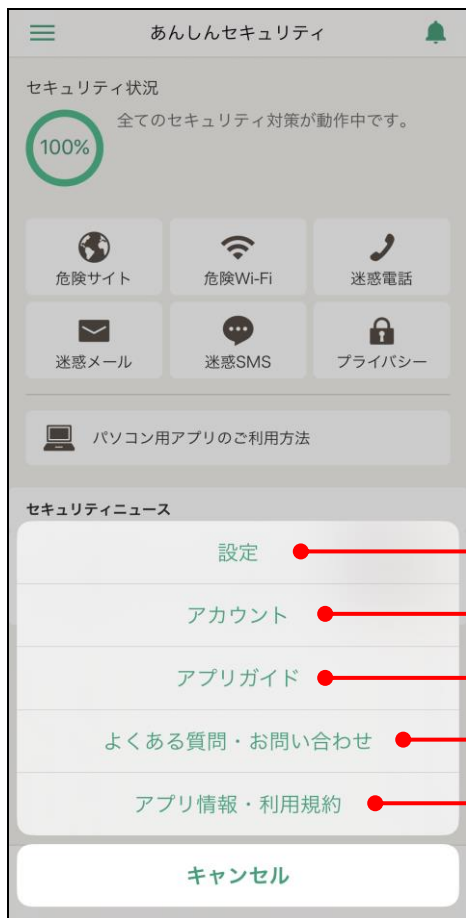 あんしんセキュリティ
セキュリティ状況
100%
全てのセキュリティ対策が動作中です。
危険サイト
危険Wi-Fi
迷惑電話
迷惑メール
迷惑SMS
プライバシー
パソコン用アプリのご利用方法
セキュリティニュース
設定
アカウント
アプリガイド
よくある質問・お問い合わせ
アプリ情報・利用規約
キャンセル